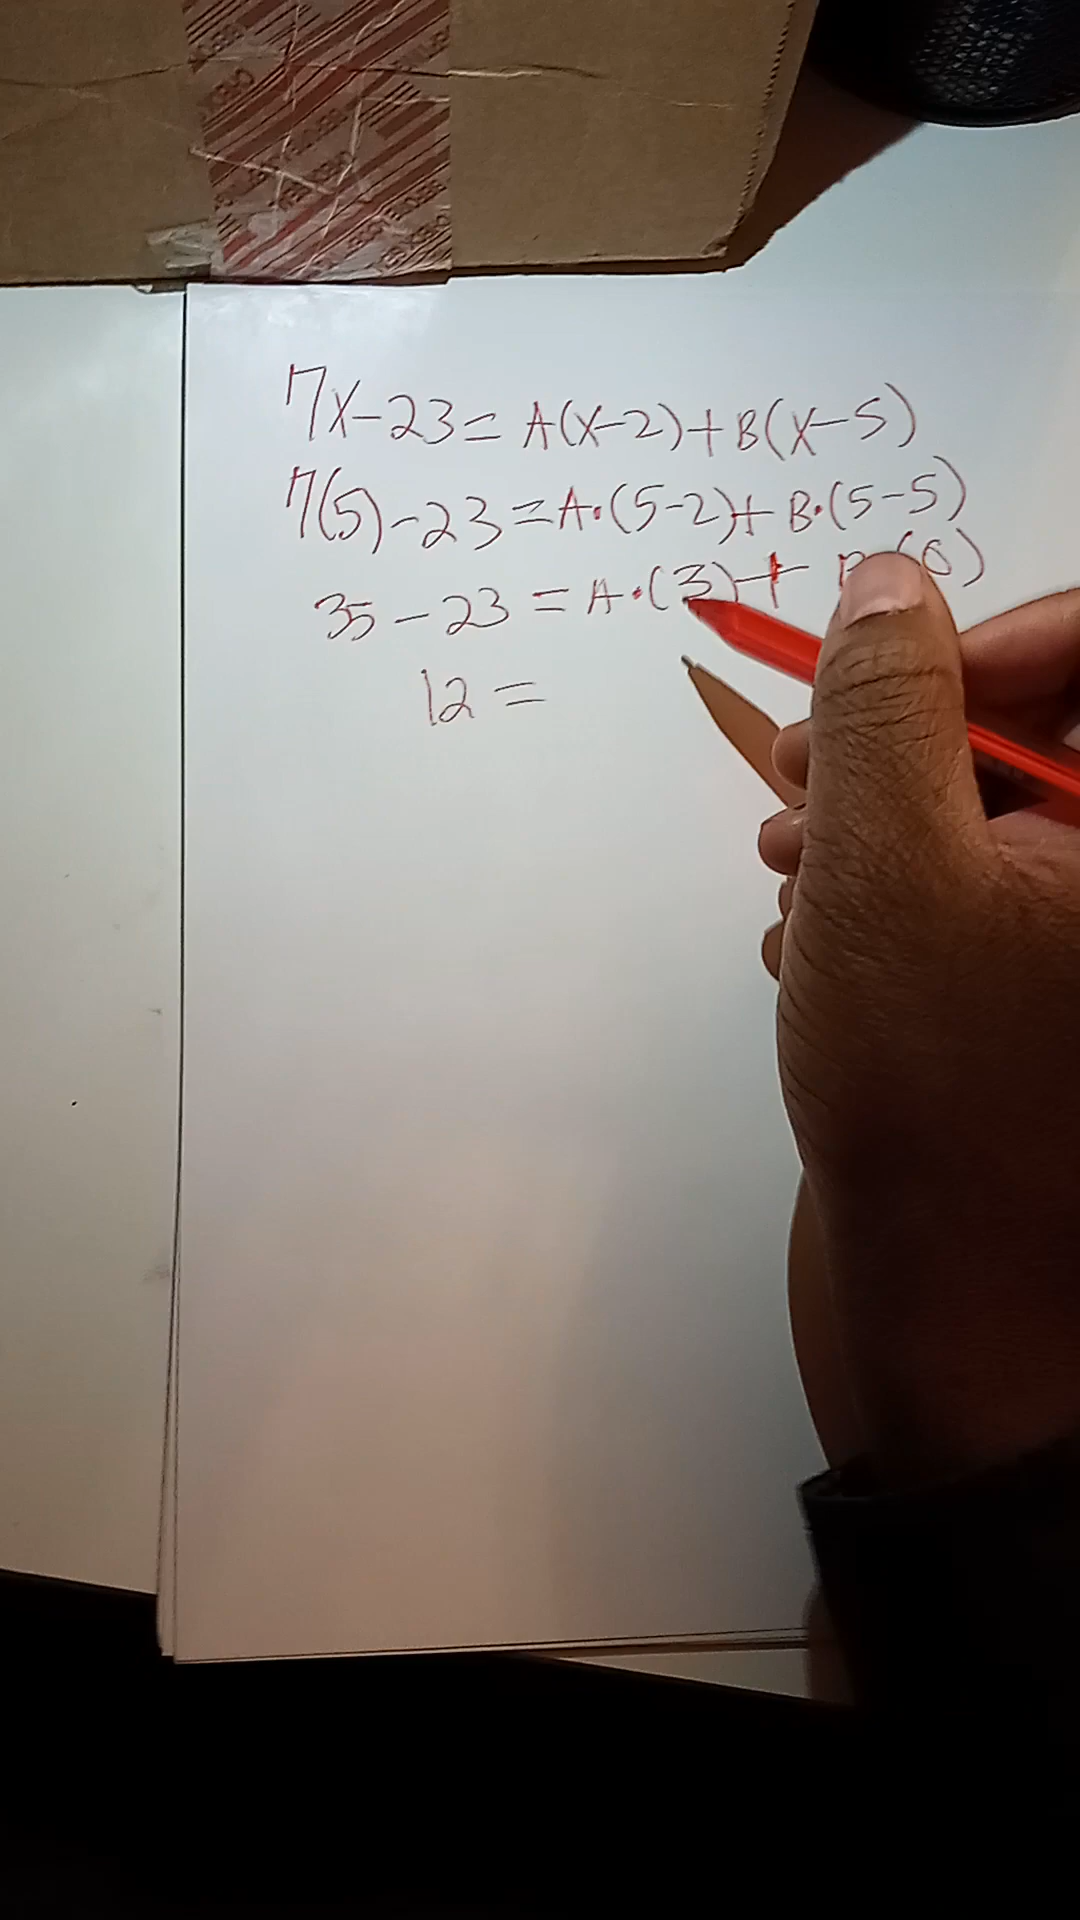 7x-23= A(x-2)+B(x-5)
7(5)-23=A·(5-2)+B·(5-5)
35-23=A·(3)+ (0)
12=